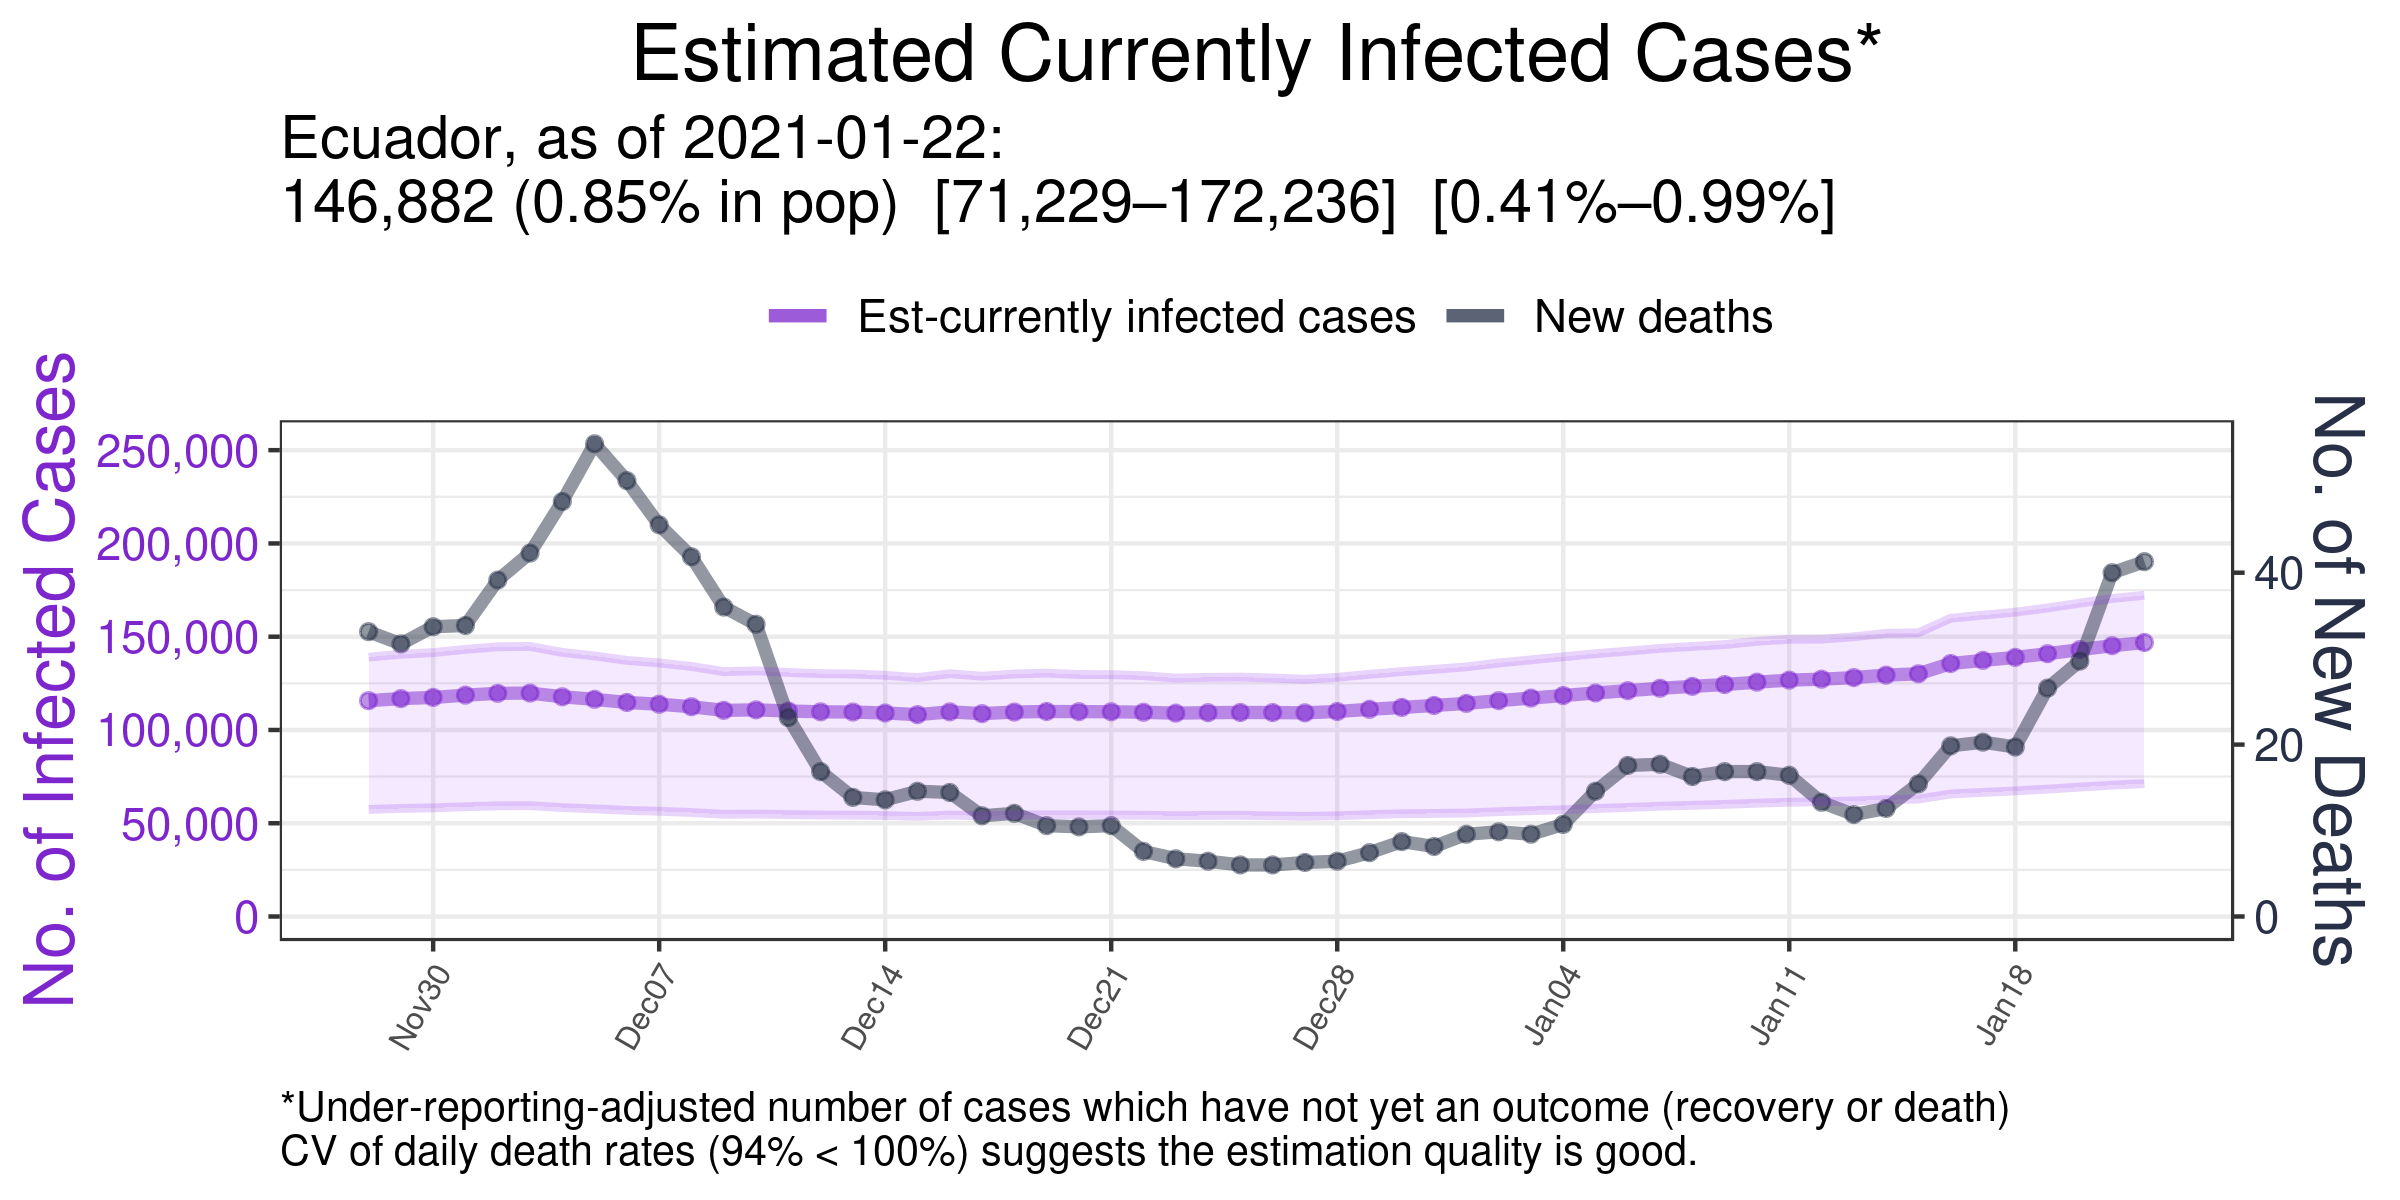 Estimated Currently Infected Cases*
Ecuador, as of 2021-01-22:
146,882 (0.85% in pop) [71,229–172,236] [0.41%–0.99%]
Est-currently infected cases
New deaths
No. of Infected Cases
250,000
200,000
150,000
100,000
50,000
0
No. of New Deaths
40
20
0
Nov30
Dec07
Dec14
Dec21
Dec28
Jan04
Jan11
Jan18
*Under-reporting-adjusted number of cases which have not yet an outcome (recovery or death)
CV of daily death rates (94% < 100%) suggests the estimation quality is good.